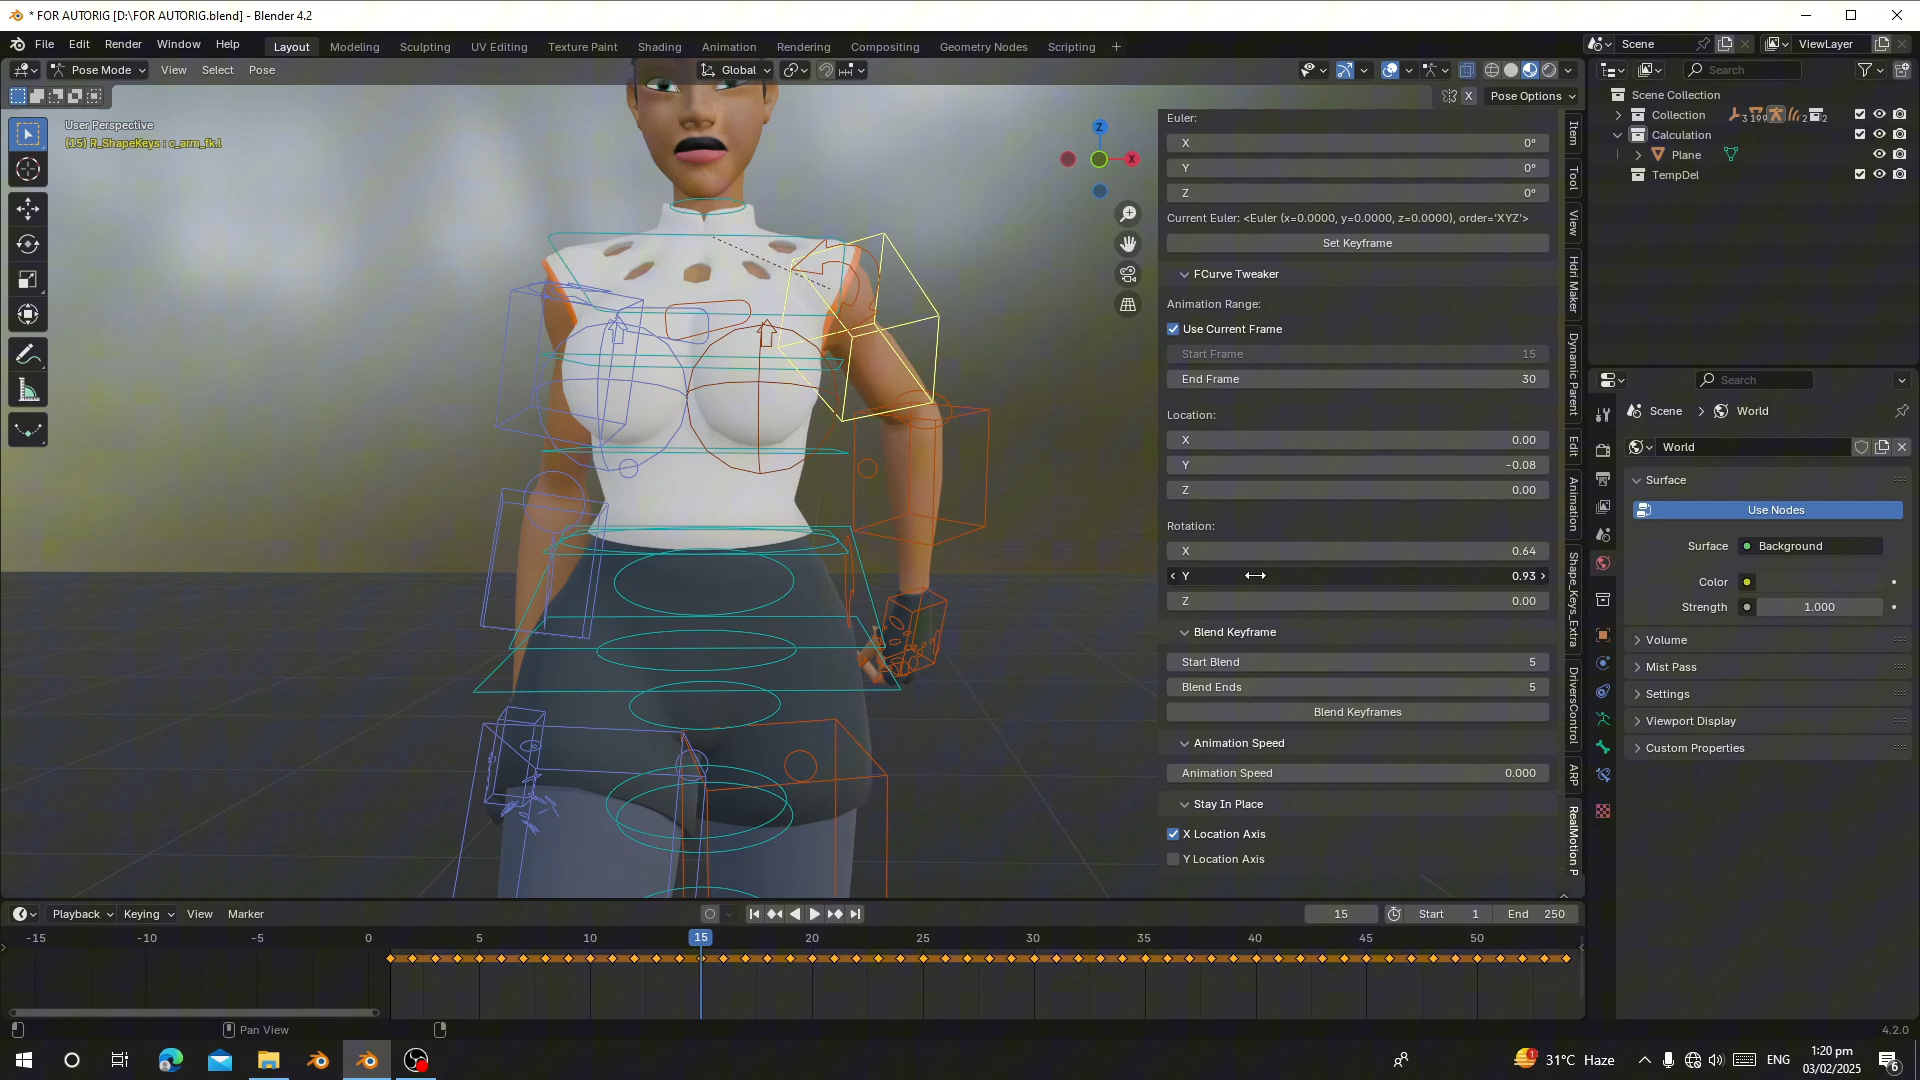 * FOR AUTORIG [D:\FOR AUTORIG.blend] - Blender 4.2
File Edit Render Window Help
Layout Modeling Sculpting UV Editing Texture Paint Shading Animation Rendering Compositing Geometry Nodes Scripting +
Scene
ViewLayer
Pose Mode View Select Pose
Global
Search
X Pose Options
User Perspective
(15) R_ShapeKeys : c_arm_fk.l
Z
X
Euler:
X 0°
Y 0°
Z 0°
Current Euler: <Euler (x=0.0000, y=0.0000, z=0.0000), order='XYZ'>
Set Keyframe
FCurve Tweaker
Animation Range:
Use Current Frame
Start Frame 15
End Frame 30
Location:
X 0.00
Y -0.08
Z 0.00
Rotation:
X 0.64
Y 0.93
Z 0.00
Blend Keyframe
Start Blend 5
Blend Ends 5
Blend Keyframes
Animation Speed
Animation Speed 0.000
Stay In Place
X Location Axis
Y Location Axis
Item
Tool
View
Hdri Maker
Dynamic Parent
Edit
Animation
Shape_Keys_Extra
DriversControl
ARP
RealMotion P
Scene Collection
Collection 3 199 2 2
Calculation
Plane
TempDel
Search
Scene > World
World
Surface
Use Nodes
Surface Background
Color
Strength 1.000
Volume
Mist Pass
Settings
Viewport Display
Custom Properties
Playback Keying View Marker
15 Start 1 End 250
-15 -10 -5 0 5 10 15 20 25 30 35 40 45 50
Pan View
4.2.0
31°C Haze
ENG
1:20 pm
03/02/2025
6